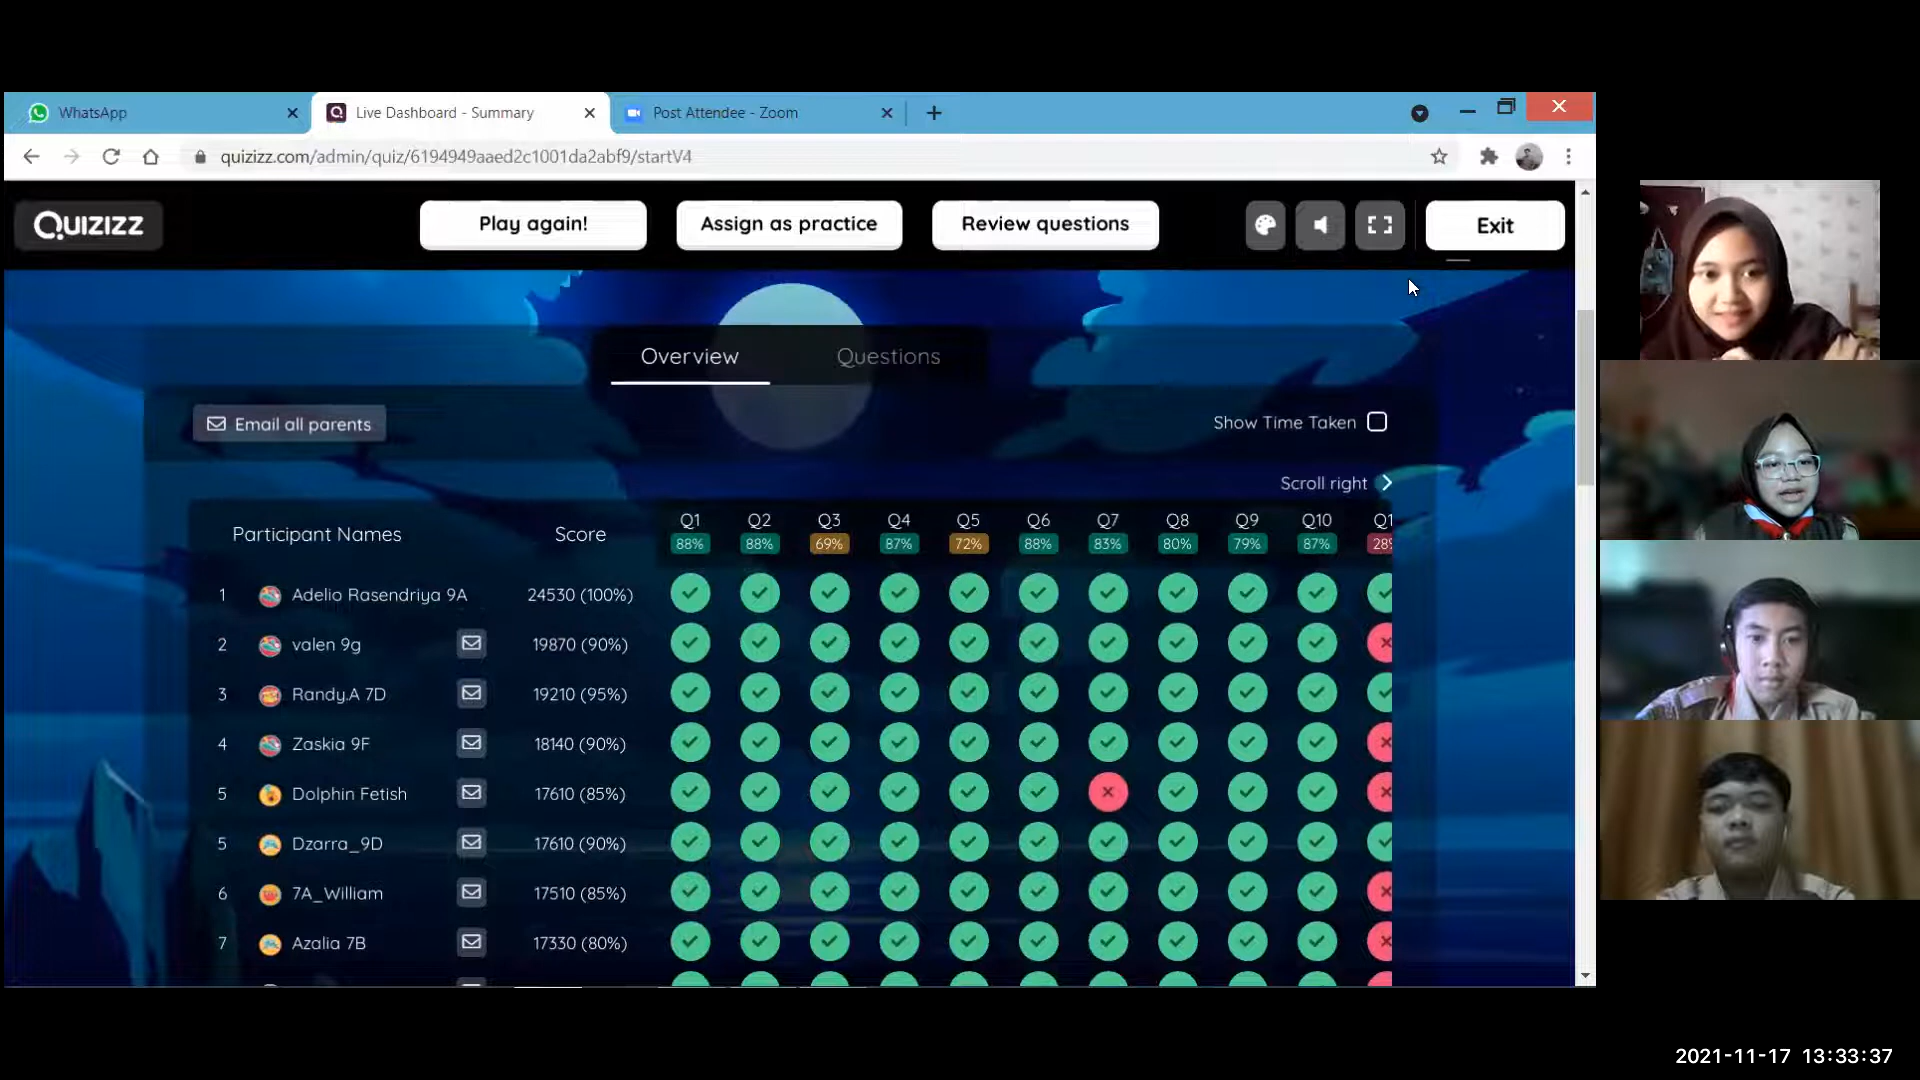 WhatsApp
Live Dashboard - Summary
Post Attendee - Zoom
quizizz.com/admin/quiz/6194949aaed2c1001da2abf9/startV4
QUIZIZZ
Play again!
Assign as practice
Review questions
Exit
Overview
Questions
Email all parents
Show Time Taken
Scroll right
Participant Names
Score
Q1 Q2 Q3 Q4 Q5 Q6 Q7 Q8 Q9 Q10
88% 88% 69% 87% 72% 88% 83% 80% 79% 87%
1 Adelio Rasendriya 9A 24530 (100%)
2 valen 9g 19870 (90%)
3 Randy.A 7D 19210 (95%)
4 Zaskia 9F 18140 (90%)
5 Dolphin Fetish 17610 (85%)
5 Dzarra_9D 17610 (90%)
6 7A_William 17510 (85%)
7 Azalia 7B 17330 (80%)
2021-11-17 13:33:37